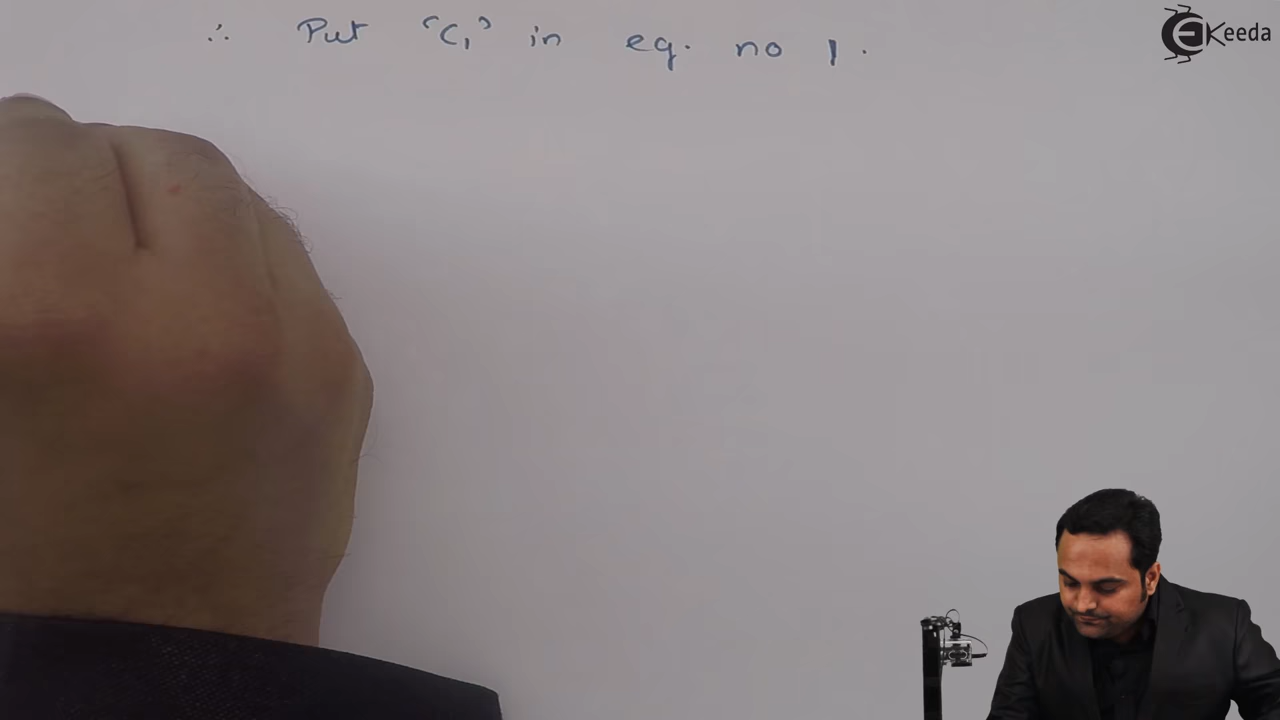 ∴ Put 'C₁' in eq. no 1.
EKeeda